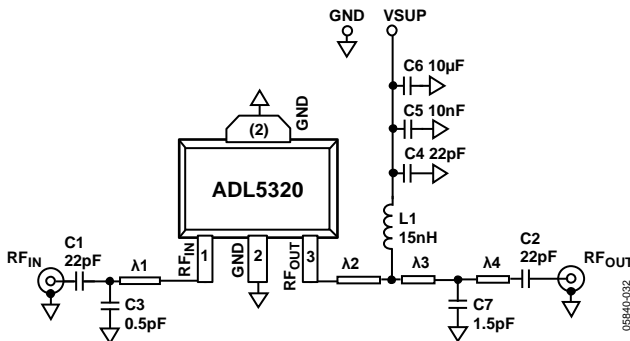 GND VSUP
C6 10µF
C5 10nF
C4 22pF
(2)
GND
ADL5320
L1
15nH
RFIN
C1
22pF
λ1
RFIN
1
GND
2
RFOUT
3
λ2
λ3
λ4
C2
22pF
RFOUT
C3
0.5pF
C7
1.5pF
05840-032